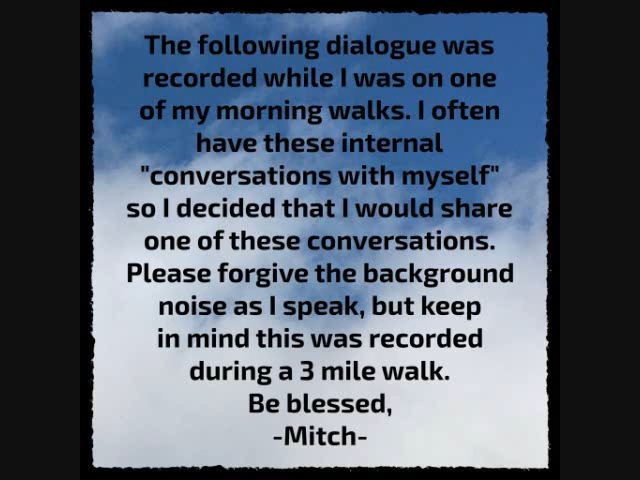 The following dialogue was
recorded while I was on one
of my morning walks. I often
have these internal
"conversations with myself"
so I decided that I would share
one of these conversations.
Please forgive the background
noise as I speak, but keep
in mind this was recorded
during a 3 mile walk.
Be blessed,
-Mitch-